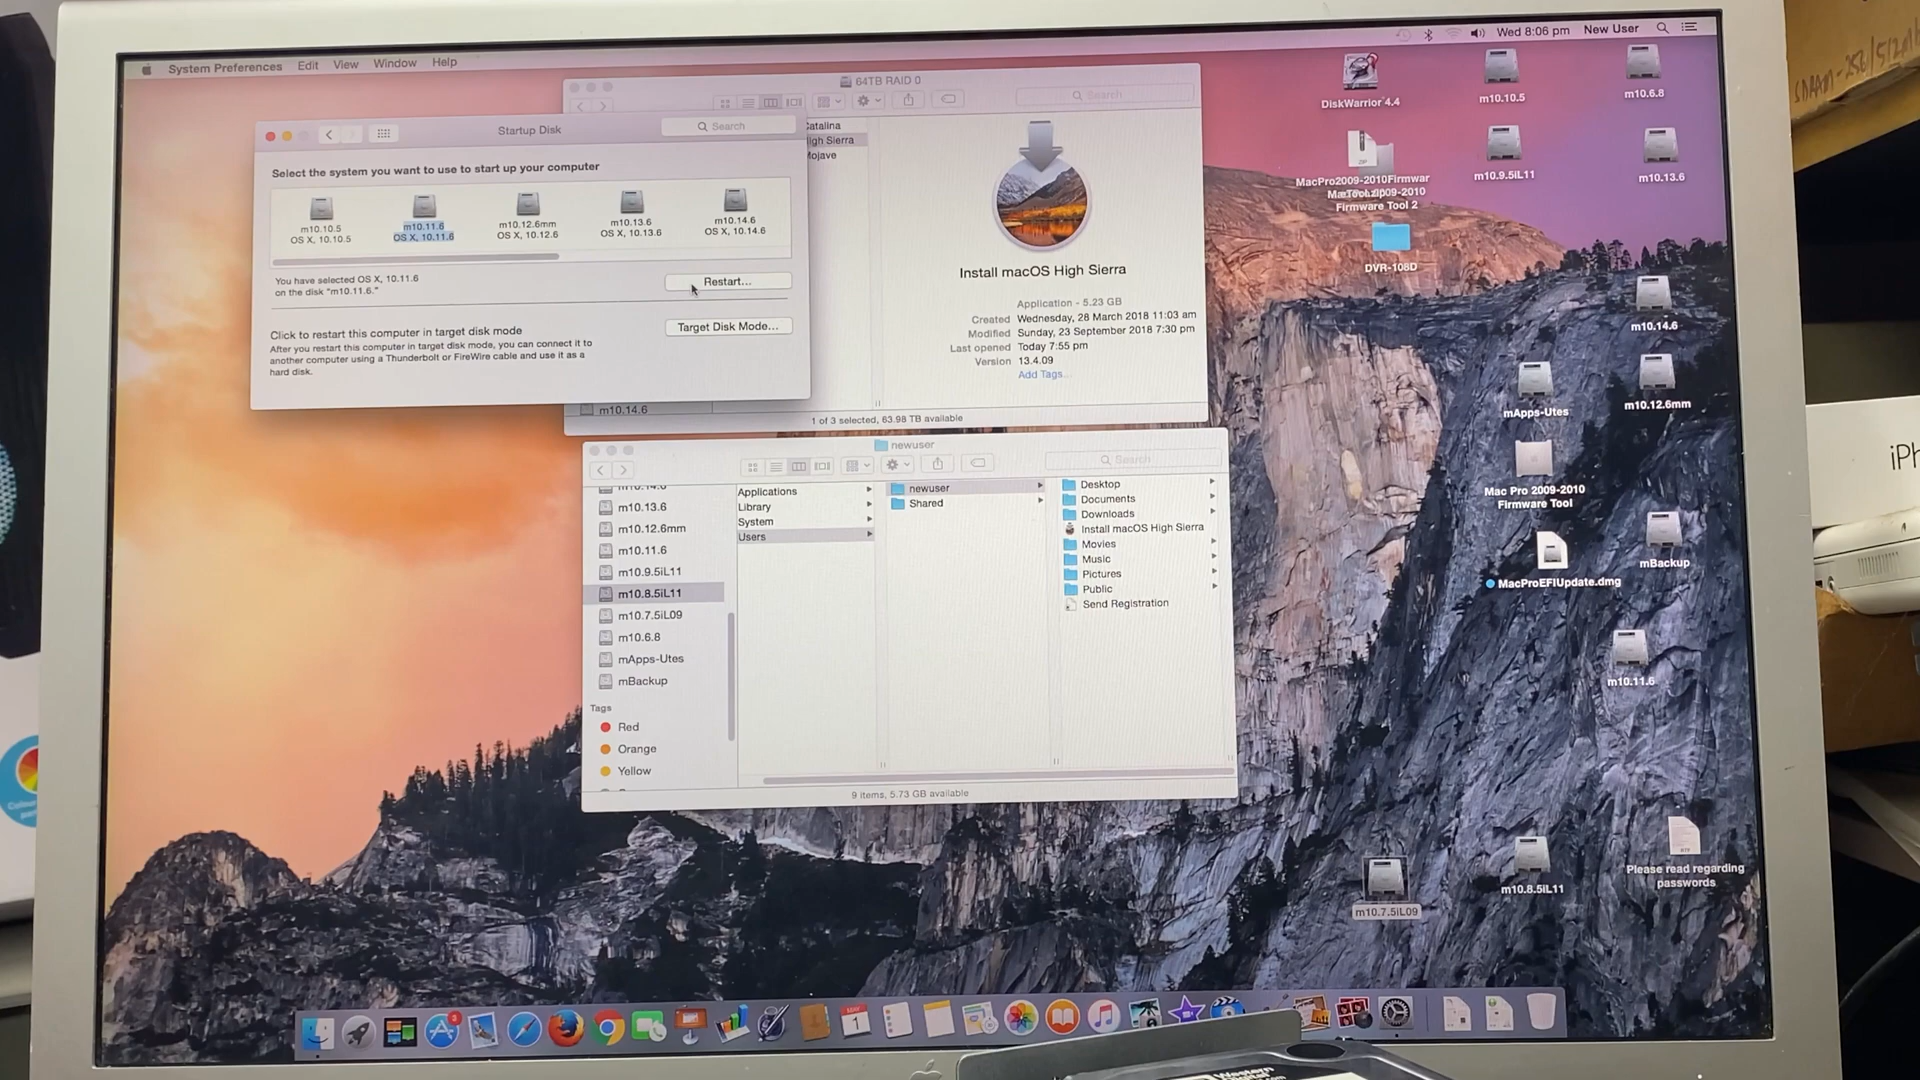 System Preferences Edit View Window Help
Wed 8:06 pm New User
Startup Disk
Search
Select the system you want to use to start up your computer
m10.10.5
OS X, 10.10.5
m10.11.6
OS X, 10.11.6
m10.12.6mm
OS X, 10.12.6
m10.13.6
OS X, 10.13.6
m10.14.6
OS X, 10.14.6
You have selected OS X, 10.11.6
on the disk "m10.11.6."
Restart...
Click to restart this computer in target disk mode
After you restart this computer in target disk mode, you can connect it to
another computer using a Thunderbolt or FireWire cable and use it as a
hard disk.
Target Disk Mode...
64TB RAID 0
Search
Install macOS High Sierra
Application - 5.23 GB
Created Wednesday, 28 March 2018 11:03 am
Modified Sunday, 23 September 2018 7:30 pm
Last opened Today 7:55 pm
Version 13.4.09
Add Tags...
m10.14.6
1 of 3 selected, 63.98 TB available
newuser
Search
m10.13.6
m10.12.6mm
m10.11.6
m10.9.5iL11
m10.8.5iL11
m10.7.5iL09
m10.6.8
mApps-Utes
mBackup
Tags
Red
Orange
Yellow
Applications
Library
System
Users
newuser
Shared
Desktop
Documents
Downloads
Install macOS High Sierra
Movies
Music
Pictures
Public
Send Registration
9 items, 5.73 GB available
DiskWarrior 4.4
m10.10.5
m10.6.8
MacPro2009-2010Firmwar
Firmware Tool 2
m10.9.5iL11
m10.13.6
DVR-108D
m10.14.6
mApps-Utes
m10.12.6mm
Mac Pro 2009-2010
Firmware Tool
MacProEFIUpdate.dmg
mBackup
m10.11.6
m10.7.5iL09
m10.8.5iL11
RTF
Please read regarding
passwords
ZIP
3
1
Western
iPh